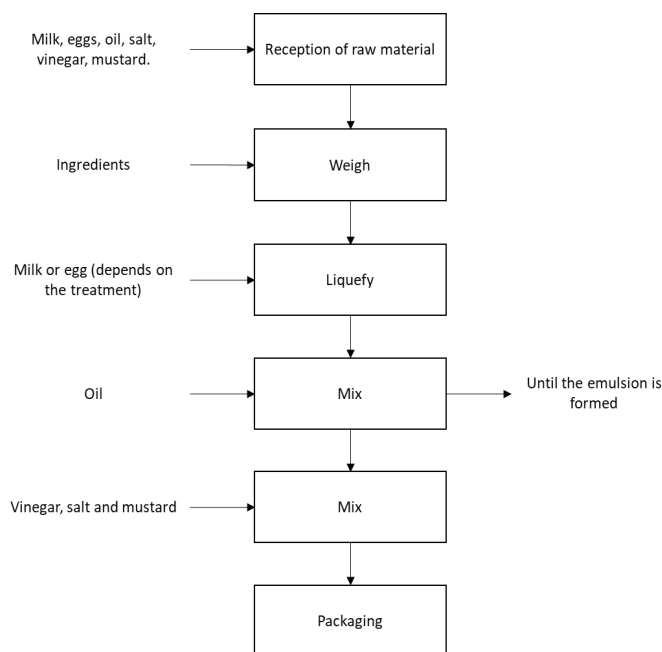 Milk, eggs, oil, salt,
vinegar, mustard.
Reception of raw material
Ingredients
Weigh
Milk or egg (depends on
the treatment)
Liquefy
Oil
Mix
Until the emulsion is
formed
Vinegar, salt and mustard
Mix
Packaging